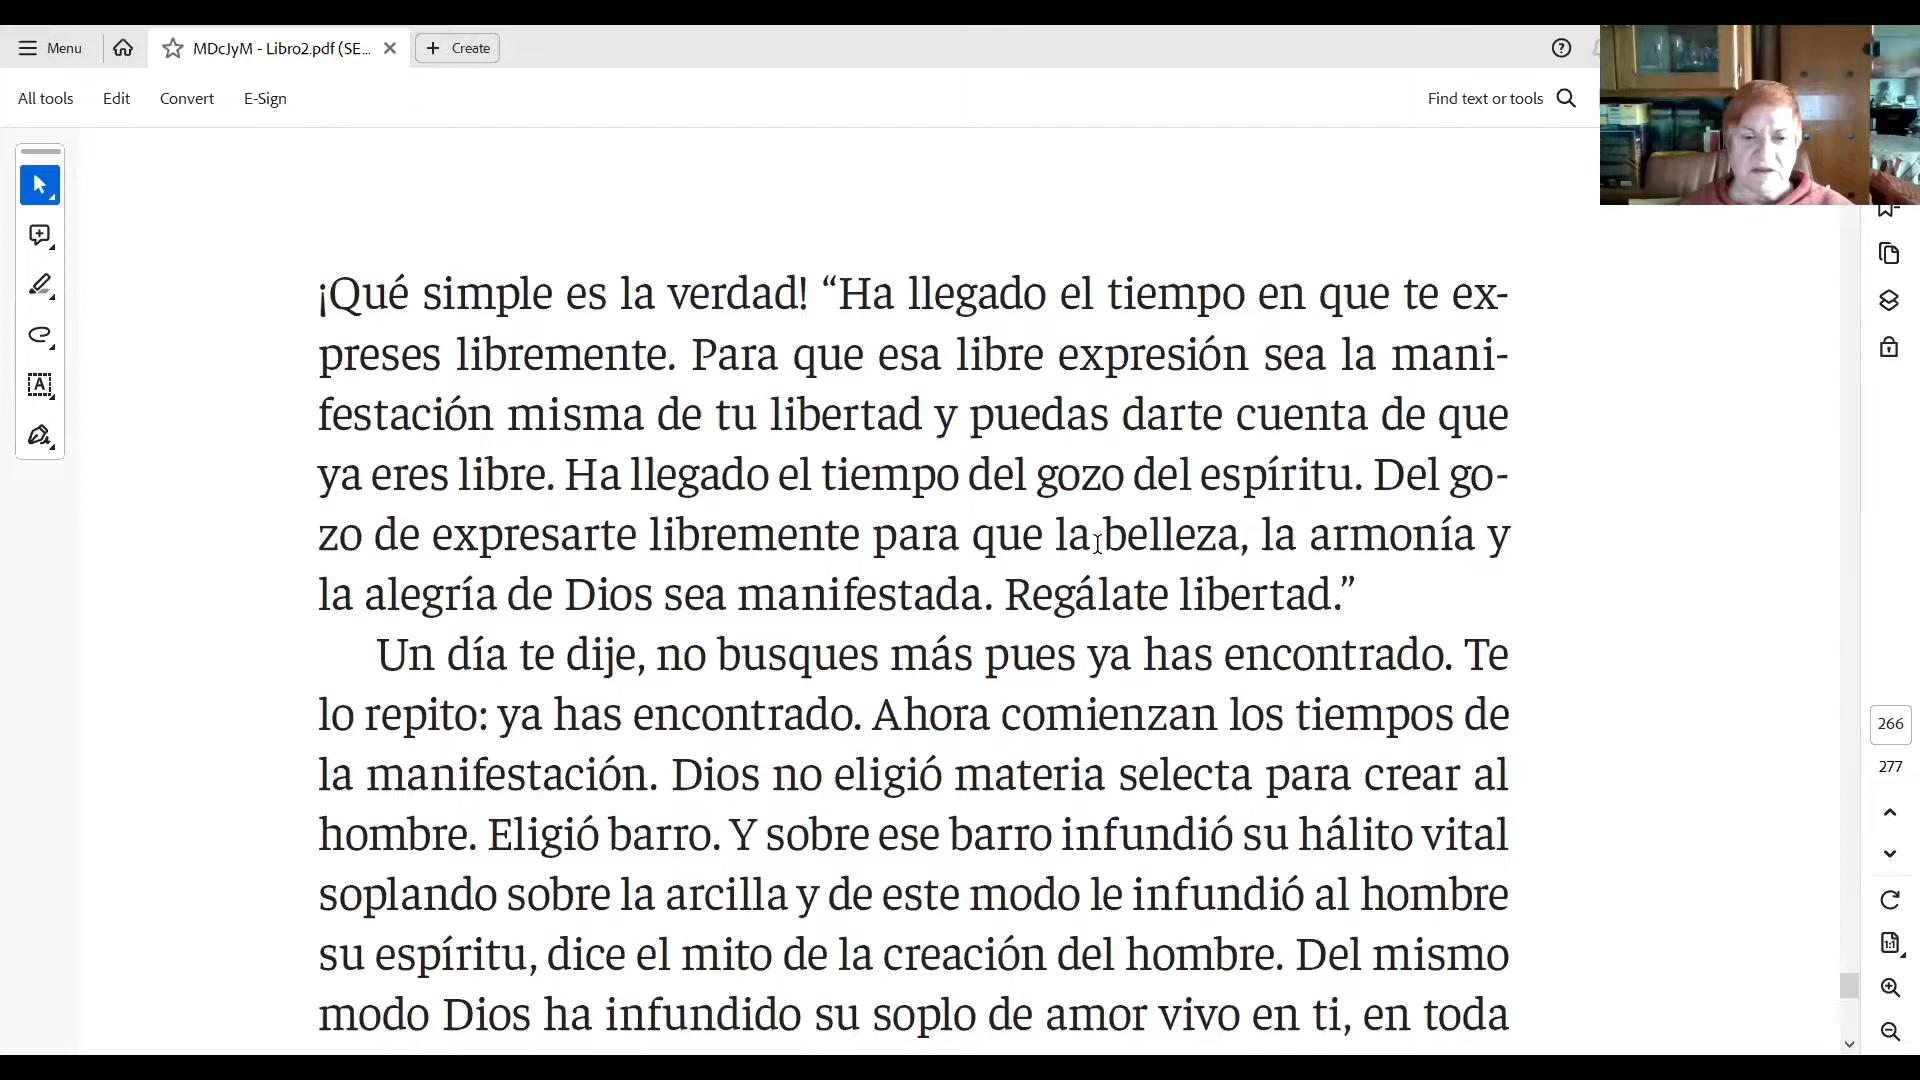 Menu
MDcJyM - Libro2.pdf (SE...
Create
All tools
Edit
Convert
E-Sign
Find text or tools
¡Qué simple es la verdad! “Ha llegado el tiempo en que te ex-
preses libremente. Para que esa libre expresión sea la mani-
festación misma de tu libertad y puedas darte cuenta de que
ya eres libre. Ha llegado el tiempo del gozo del espíritu. Del go-
zo de expresarte libremente para que la belleza, la armonía y
la alegría de Dios sea manifestada. Regálate libertad.”
Un día te dije, no busques más pues ya has encontrado. Te
lo repito: ya has encontrado. Ahora comienzan los tiempos de
la manifestación. Dios no eligió materia selecta para crear al
hombre. Eligió barro. Y sobre ese barro infundió su hálito vital
soplando sobre la arcilla y de este modo le infundió al hombre
su espíritu, dice el mito de la creación del hombre. Del mismo
modo Dios ha infundido su soplo de amor vivo en ti, en toda
266
277